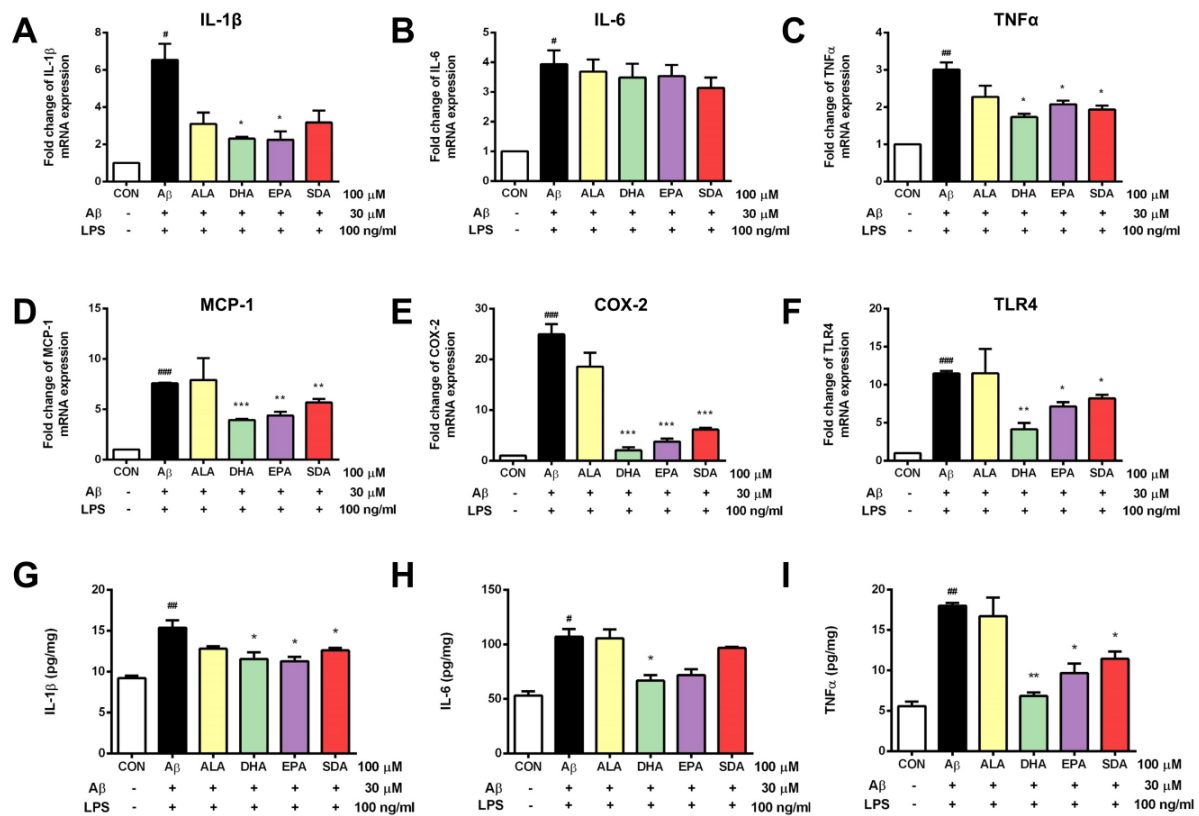 A
IL-1β
Fold change of IL-1β
mRNA expression
8
6
4
2
0
#
*
*
CON Aβ ALA DHA EPA SDA 100 μM
Aβ - + + + + + 30 μM
LPS - + + + + + 100 ng/ml
B
IL-6
Fold change of IL-6
mRNA expression
5
4
3
2
1
0
#
CON Aβ ALA DHA EPA SDA 100 μM
Aβ - + + + + + 30 μM
LPS - + + + + + 100 ng/ml
C
TNFα
Fold change of TNFα
mRNA expression
4
3
2
1
0
##
*
*
*
CON Aβ ALA DHA EPA SDA 100 μM
Aβ - + + + + + 30 μM
LPS - + + + + + 100 ng/ml
D
MCP-1
Fold change of MCP-1
mRNA expression
15
10
5
0
###
***
**
**
CON Aβ ALA DHA EPA SDA 100 μM
Aβ - + + + + + 30 μM
LPS - + + + + + 100 ng/ml
E
COX-2
Fold change of COX-2
mRNA expression
30
20
10
0
###
***
***
***
CON Aβ ALA DHA EPA SDA 100 μM
Aβ - + + + + + 30 μM
LPS - + + + + + 100 ng/ml
F
TLR4
Fold change of TLR4
mRNA expression
20
15
10
5
0
###
**
*
*
CON Aβ ALA DHA EPA SDA 100 μM
Aβ - + + + + + 30 μM
LPS - + + + + + 100 ng/ml
G
IL-1β (pg/mg)
20
15
10
5
0
##
*
*
*
CON Aβ ALA DHA EPA SDA 100 μM
Aβ - + + + + + 30 μM
LPS - + + + + + 100 ng/ml
H
IL-6 (pg/mg)
150
100
50
0
#
*
CON Aβ ALA DHA EPA SDA 100 μM
Aβ - + + + + + 30 μM
LPS - + + + + + 100 ng/ml
I
TNFα (pg/mg)
20
15
10
5
0
##
**
*
*
CON Aβ ALA DHA EPA SDA 100 μM
Aβ - + + + + + 30 μM
LPS - + + + + + 100 ng/ml